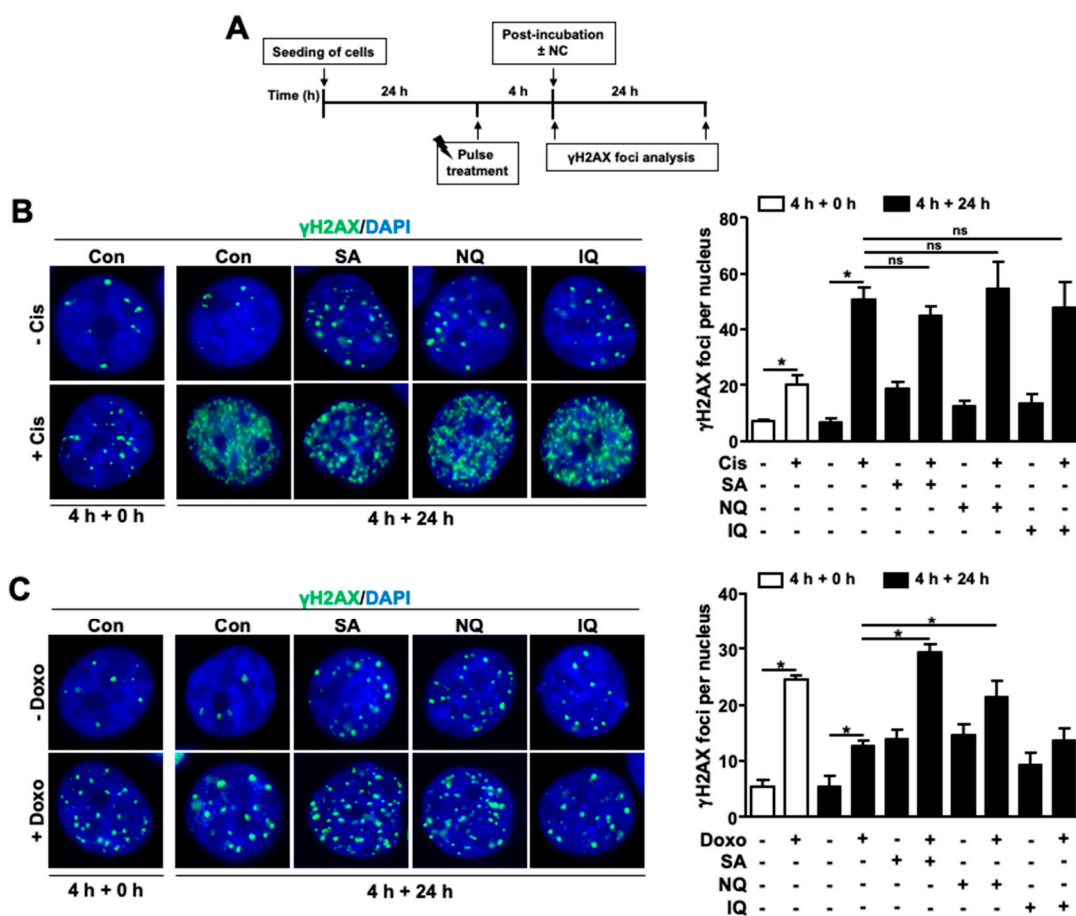 A
Seeding of cells
Post-incubation
± NC
Time (h)
24 h
4 h
24 h
Pulse
treatment
γH2AX foci analysis
B
γH2AX/DAPI
Con
Con
SA
NQ
IQ
- Cis
+ Cis
4 h + 0 h
4 h + 24 h
4 h + 0 h
4 h + 24 h
γH2AX foci per nucleus
80
60
40
20
0
*
*
ns
ns
ns
Cis - + - + - + - + - +
SA - - - - + + - - - -
NQ - - - - - - + + - -
IQ - - - - - - - - + +
C
γH2AX/DAPI
Con
Con
SA
NQ
IQ
- Doxo
+ Doxo
4 h + 0 h
4 h + 24 h
4 h + 0 h
4 h + 24 h
γH2AX foci per nucleus
40
30
20
10
0
*
*
*
*
Doxo - + - + - + - + - +
SA - - - - + + - - - -
NQ - - - - - - + + - -
IQ - - - - - - - - + +